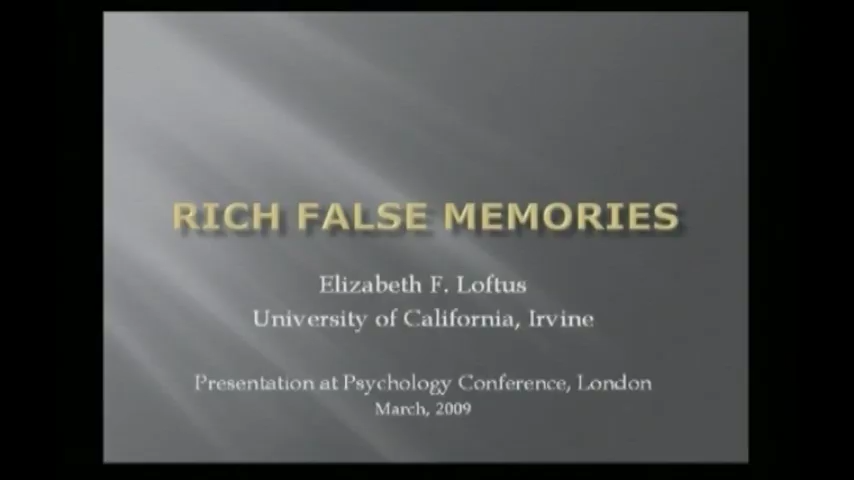 RICH FALSE MEMORIES
Elizabeth F. Loftus
University of California, Irvine
Presentation at Psychology Conference, London
March, 2009